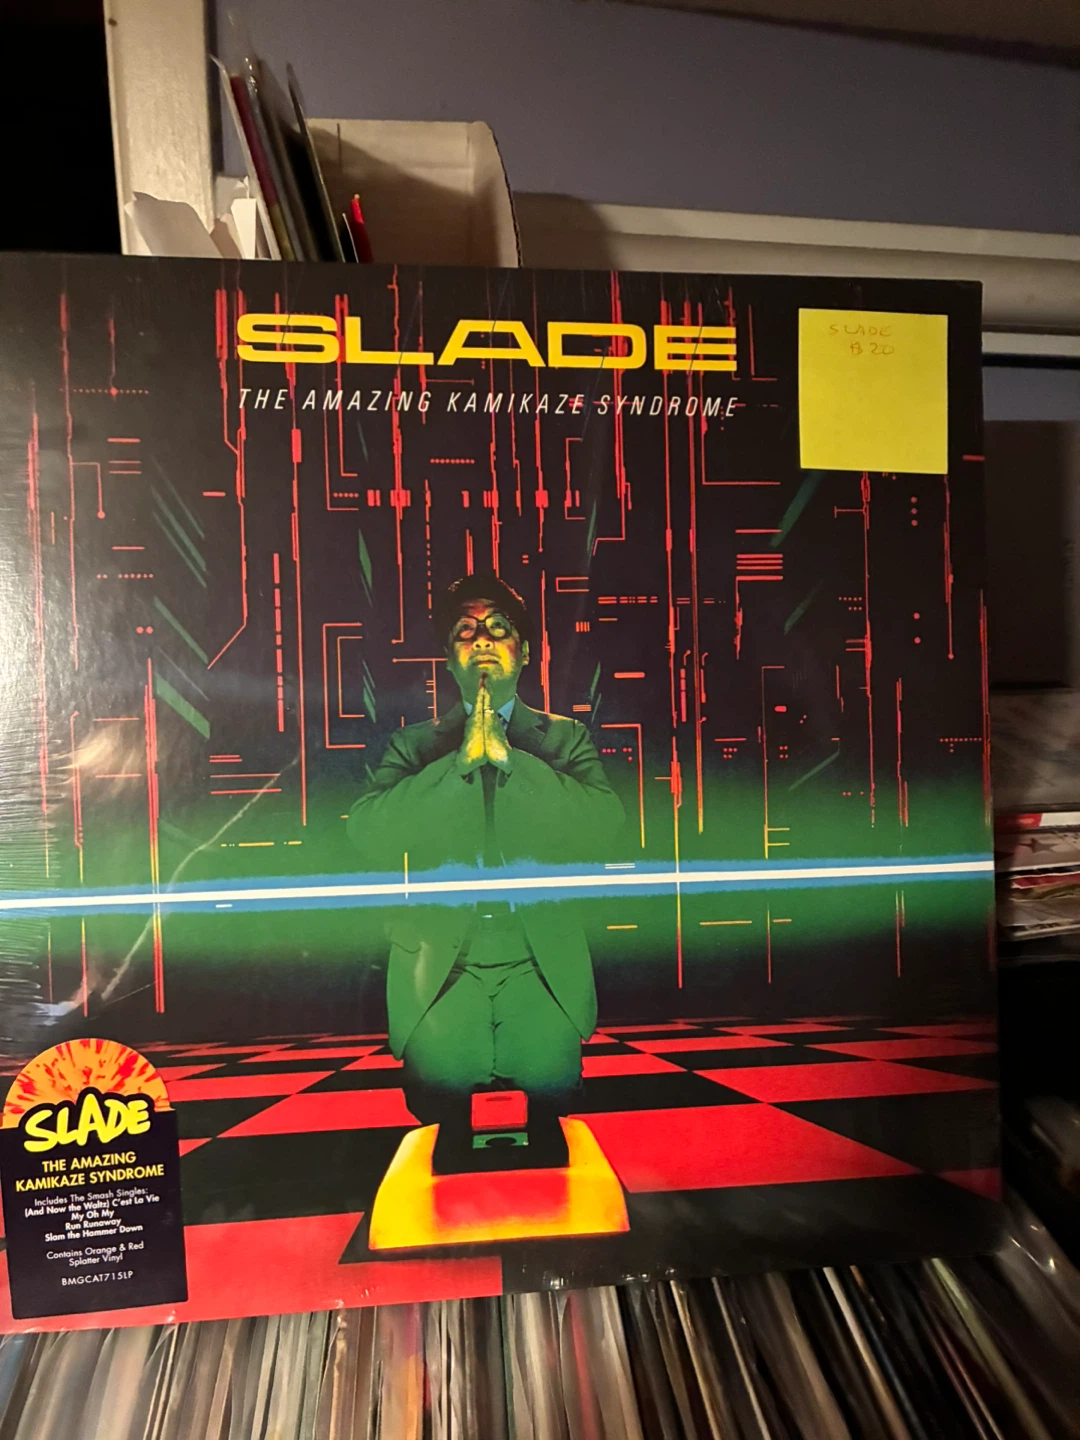 SLADE
THE AMAZING KAMIKAZE SYNDROME
SLADE
$20
SLADE
THE AMAZING
KAMIKAZE SYNDROME
Includes The Smash Singles:
(And Now the Waltz) C'est La Vie
My Oh My
Run Runaway
Slam the Hammer Down
Contains Orange & Red
Splatter Vinyl
BMGCAT715LP